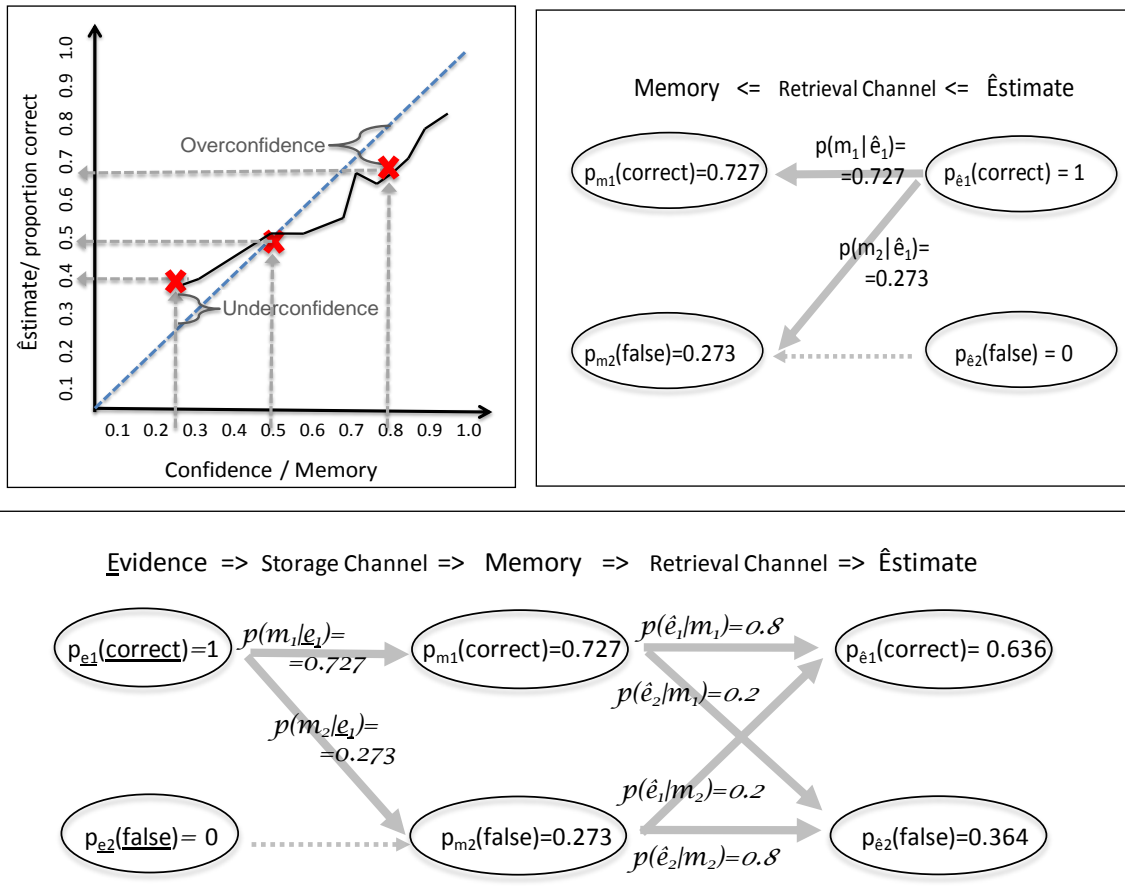 Êstimate/ proportion correct
1.0
0.9
0.8
0.7
0.6
0.5
0.4
0.3
0.2
0.1
Overconfidence
Underconfidence
0.1 0.2 0.3 0.4 0.5 0.6 0.7 0.8 0.9 1.0
Confidence / Memory
Memory <= Retrieval Channel <= Êstimate
pm1(correct)=0.727
p(m1|ê1)=
=0.727
pê1(correct) = 1
p(m2|ê1)=
=0.273
pm2(false)=0.273
pê2(false) = 0
Evidence => Storage Channel => Memory => Retrieval Channel => Êstimate
pe1(correct)=1
p(m1|e1)=
=0.727
pm1(correct)=0.727
p(ê1|m1)=0.8
pê1(correct)= 0.636
p(ê2|m1)=0.2
p(m2|e1)=
=0.273
p(ê1|m2)=0.2
pe2(false)= 0
pm2(false)=0.273
p(ê2|m2)=0.8
pê2(false)=0.364